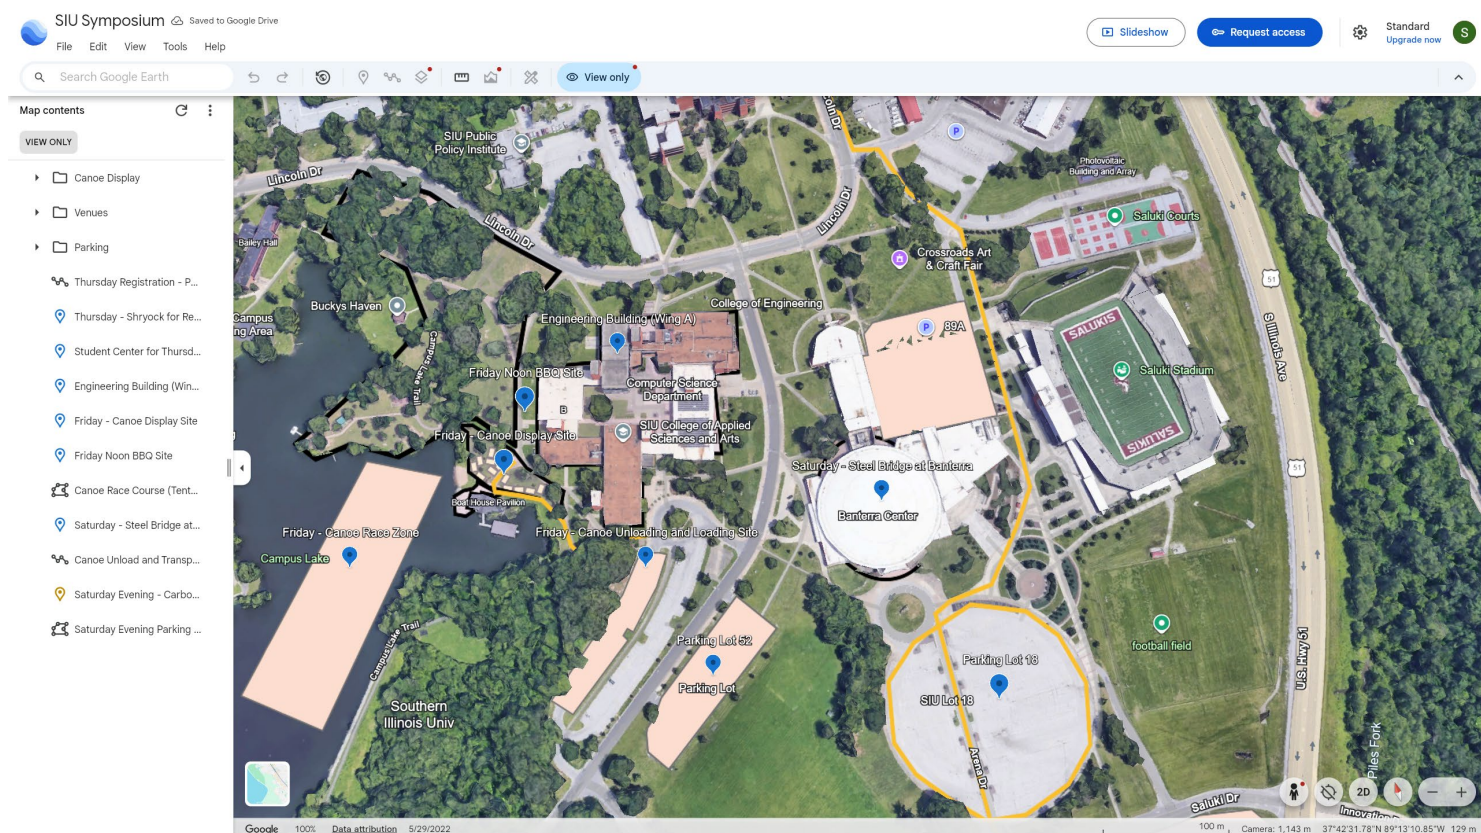 SIU Symposium
Saved to Google Drive
File Edit View Tools Help
Slideshow
Request access
Standard
Upgrade now
S
Search Google Earth
View only
Map contents
VIEW ONLY
Canoe Display
Venues
Parking
Thursday Registration - P...
Thursday - Shryock for Re...
Student Center for Thursd...
Engineering Building (Win...
Friday - Canoe Display Site
Friday Noon BBQ Site
Canoe Race Course (Tent...
Saturday - Steel Bridge at...
Canoe Unload and Transp...
Saturday Evening - Carbo...
Saturday Evening Parking ...
SIU Public
Policy Institute
Lincoln Dr
Lincoln Dr
Lincoln Dr
oln Dr
P
Photovoltaic
Building and Array
Saluki Courts
Bailey Hall
Crossroads Art
& Craft Fair
51
S Illinois Ave
Buckys Haven
Campus
ng Area
College of Engineering
Engineering Building (Wing A)
P 89A
SALUKIS
Saluki Stadium
SALUKIS
Campus Lake Trail
Friday Noon BBQ Site
Computer Science
Department
B
SIU College of Applied
Sciences and Arts
Friday - Canoe Display Site
Saturday - Steel Bridge at Banterra
51
Boat House Pavilion
Banterra Center
Friday - Canoe Race Zone
Friday - Canoe Unloading and Loading Site
Campus Lake
Campus Lake Trail
Parking Lot 52
Parking Lot
Parking Lot 18
SIU Lot 18
football field
U.S. Hwy 51
Southern
Illinois Univ
Arena Dr
Piles Fork
2D
Saluki Dr
Innovation
Google 100% Data attribution 5/29/2022
100 m Camera: 1,143 m 37°42'31.78"N 89°13'10.85"W 129 m